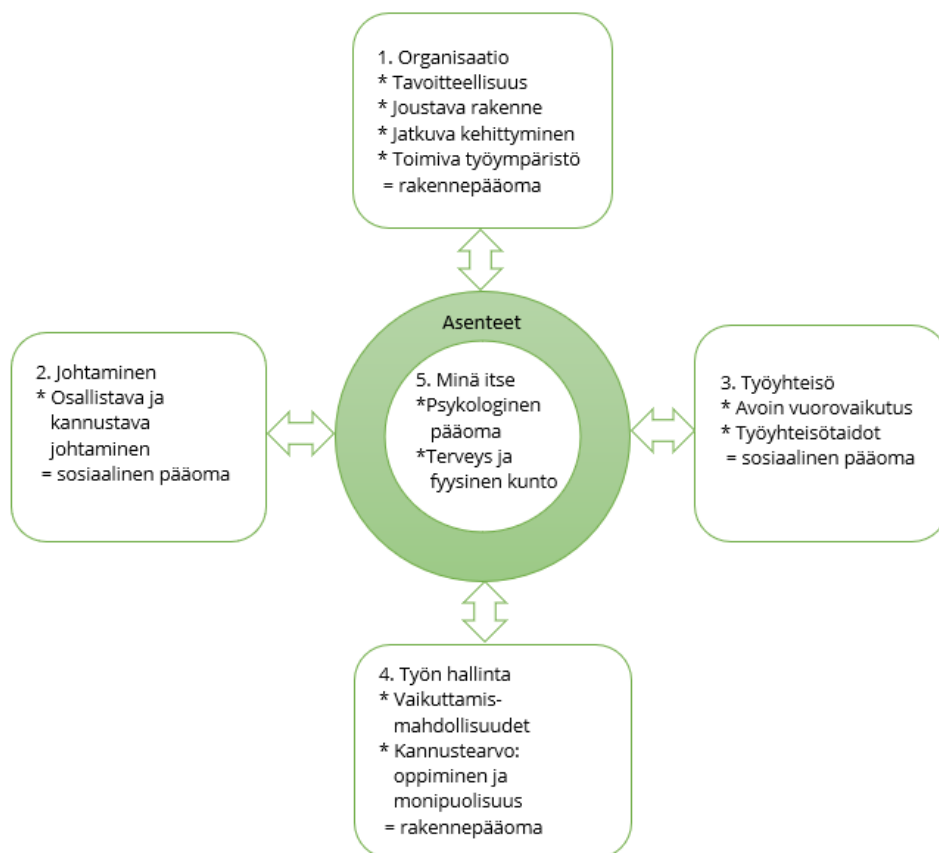 1. Organisaatio
* Tavoitteellisuus
* Joustava rakenne
* Jatkuva kehittyminen
* Toimiva työympäristö
= rakennepääoma
Asenteet
2. Johtaminen
* Osallistava ja
kannustava
johtaminen
= sosiaalinen pääoma
5. Minä itse
*Psykologinen
pääoma
*Terveys ja
fyysinen kunto
3. Työyhteisö
* Avoin vuorovaikutus
* Työyhteisötaidot
= sosiaalinen pääoma
4. Työn hallinta
* Vaikuttamis-
mahdollisuudet
* Kannustearvo:
oppiminen ja
monipuolisuus
= rakennepääoma